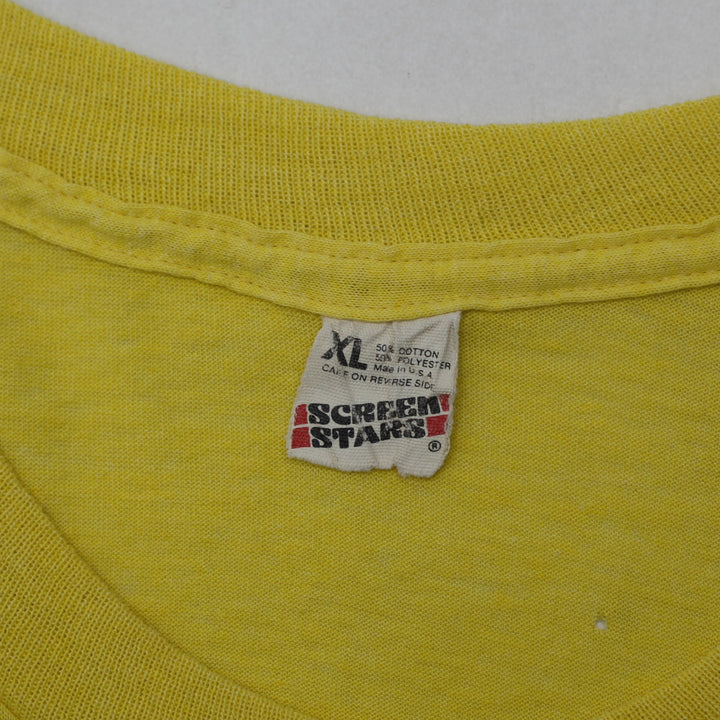 XL
50% COTTON
50% POLYESTER
Made in U.S.A
CARE ON REVERSE SIDE
SCREEN
STARS
®